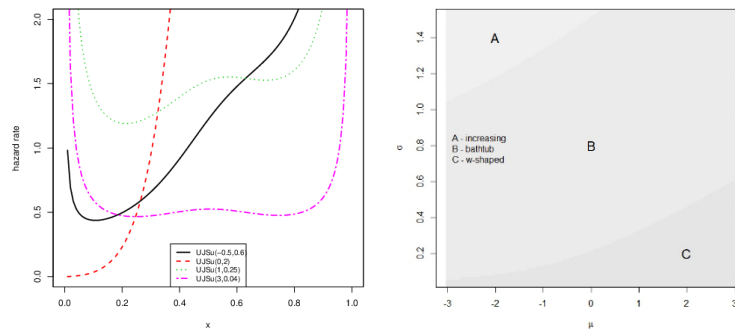 hazard rate
2.0
1.5
1.0
0.5
0.0
UJSu(−0.5,0.6)
UJSu(0,2)
UJSu(1,0.25)
UJSu(3,0.04)
0.0 0.2 0.4 0.6 0.8 1.0
x
σ
1.4
1.2
1.0
0.8
0.6
0.4
0.2
A
B
C
A - increasing
B - bathtub
C - w-shaped
-3 -2 -1 0 1 2 3
μ